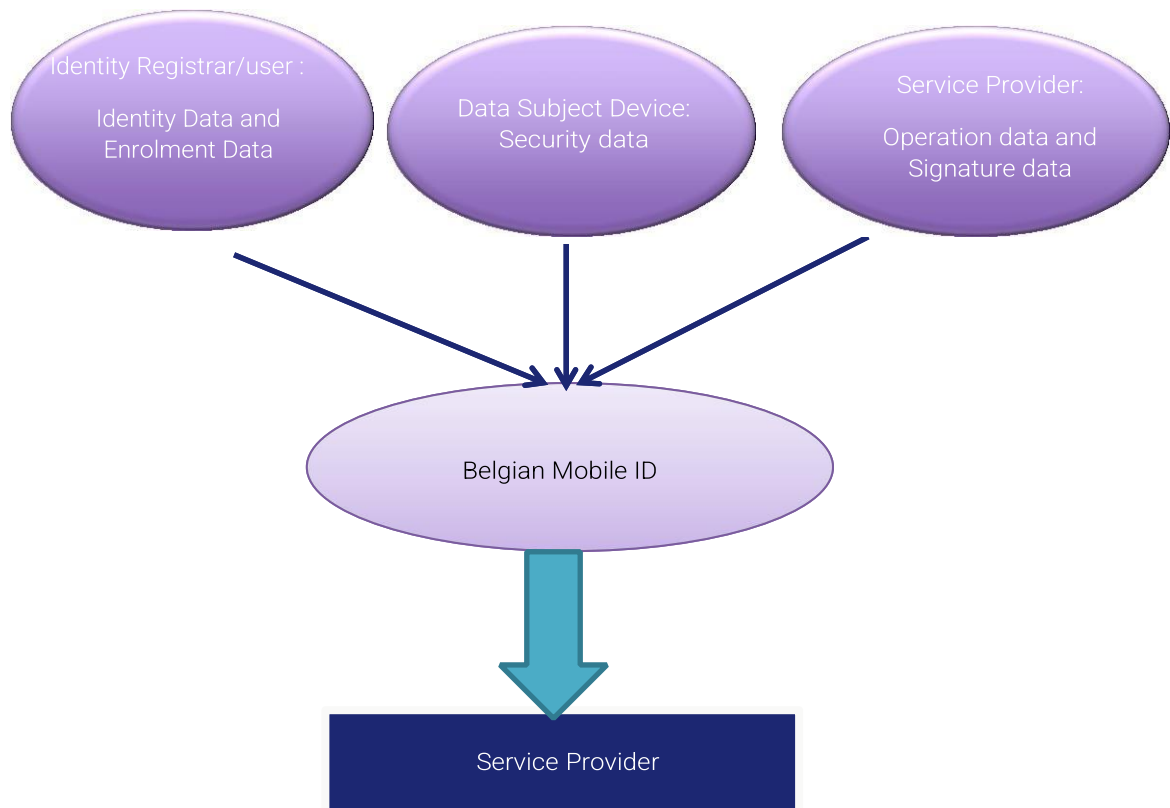 Identity Registrar/user :
Identity Data and
Enrolment Data
Data Subject Device:
Security data
Service Provider:
Operation data and
Signature data
Belgian Mobile ID
Service Provider